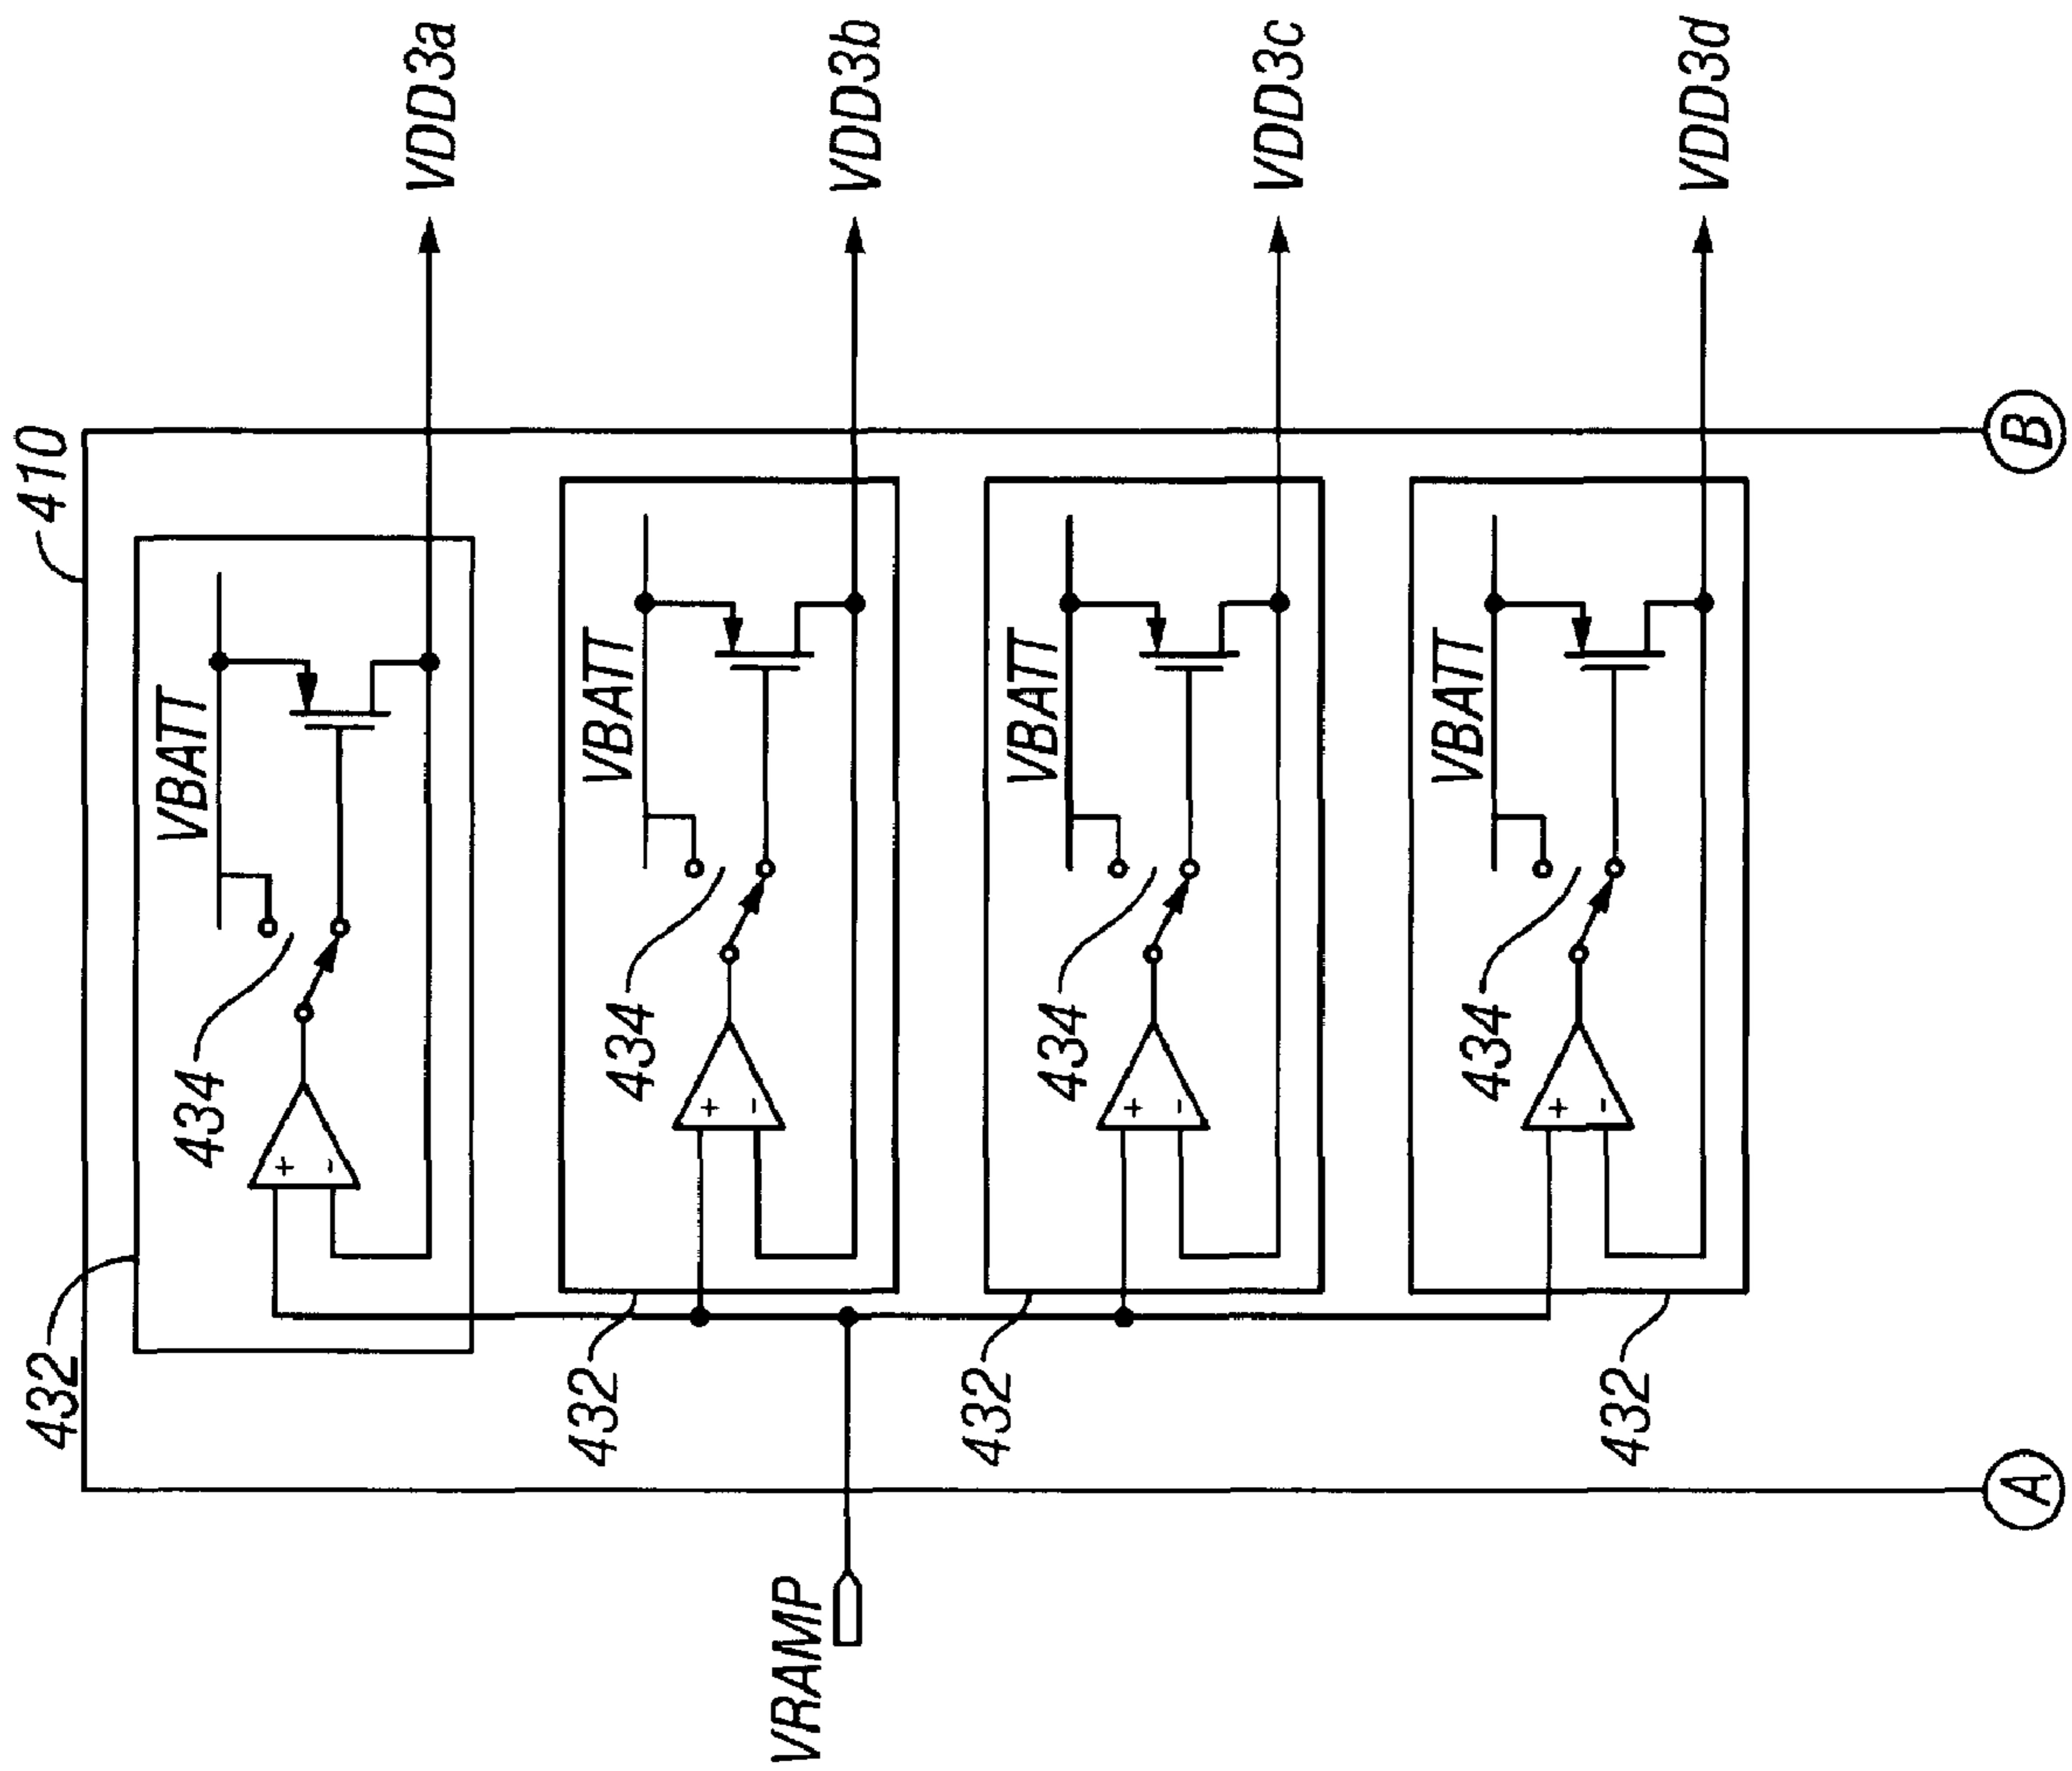 410
432
VBATT
434
VDD3a
432
VBATT
434
VDD3b
VRAMP
432
VBATT
434
VDD3c
432
VBATT
434
VDD3d
+
-
+
-
+
-
+
-
A
B